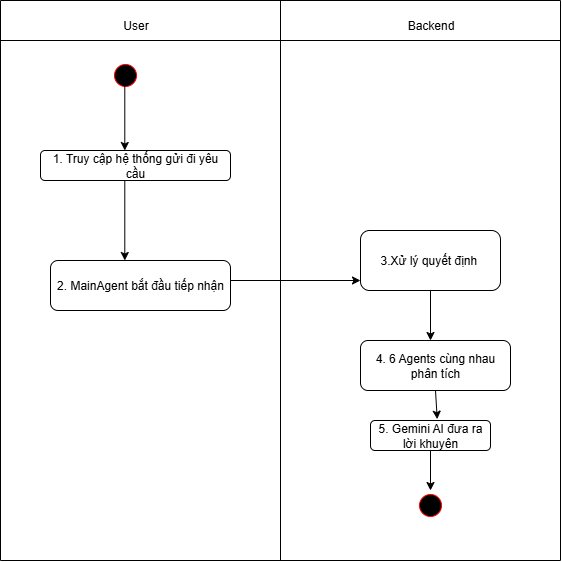 User
Backend
1. Truy cập hệ thống gửi đi yêu
cầu
2. MainAgent bắt đầu tiếp nhận
3.Xử lý quyết định
4. 6 Agents cùng nhau
phân tích
5. Gemini AI đưa ra
lời khuyên